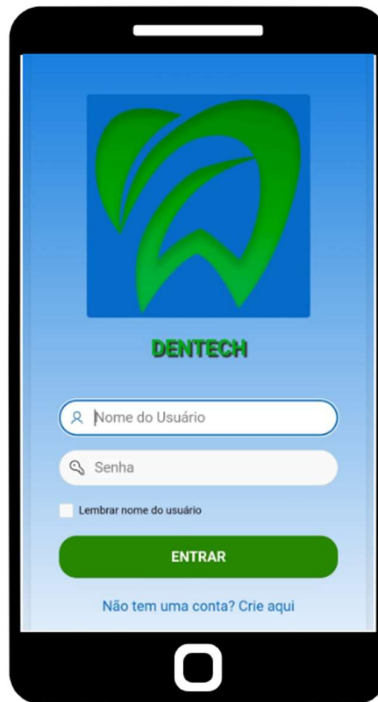 DENTECH
Nome do Usuário
Senha
Lembrar nome do usuário
ENTRAR
Não tem uma conta? Crie aqui